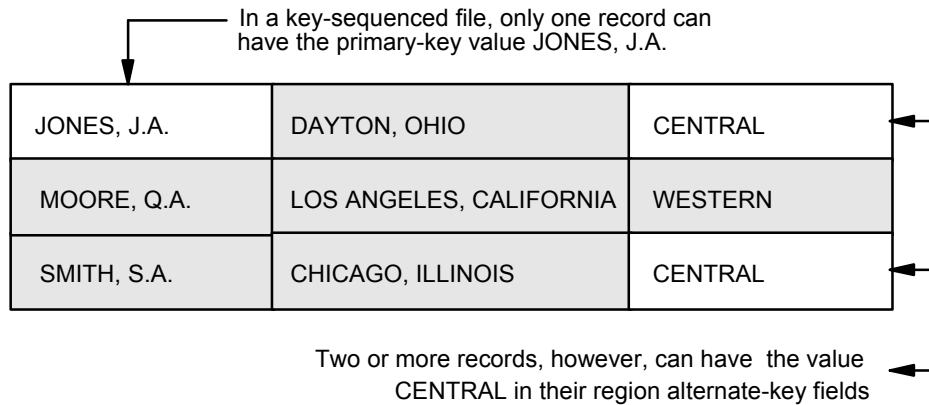 In a key-sequenced file, only one record can
have the primary-key value JONES, J.A.
JONES, J.A. DAYTON, OHIO CENTRAL
MOORE, Q.A. LOS ANGELES, CALIFORNIA WESTERN
SMITH, S.A. CHICAGO, ILLINOIS CENTRAL
Two or more records, however, can have the value
CENTRAL in their region alternate-key fields